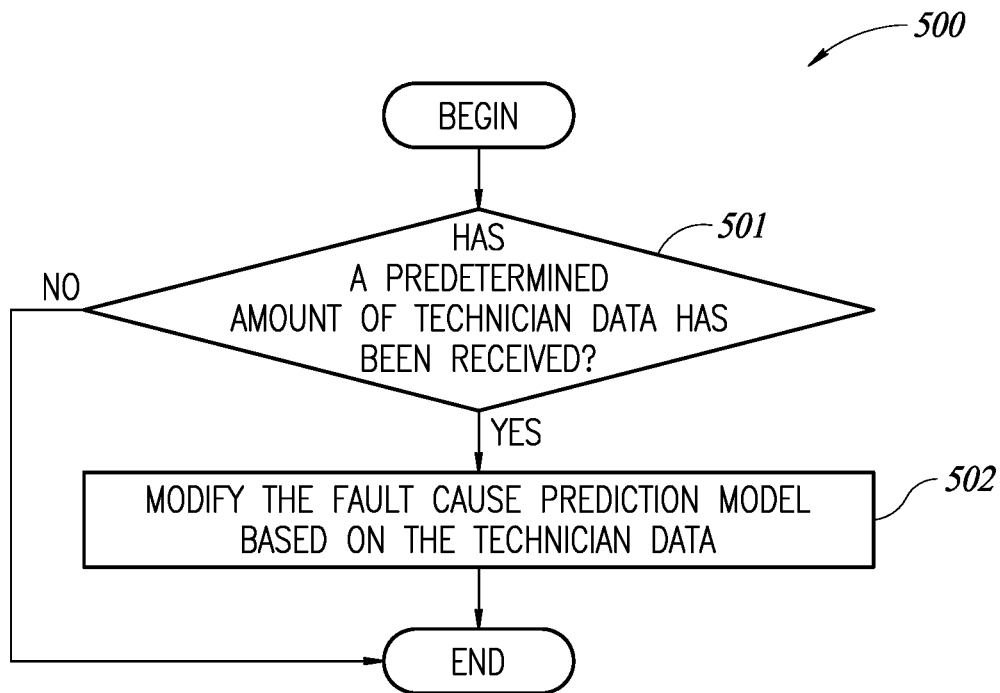 500
BEGIN
501
HAS
A PREDETERMINED
AMOUNT OF TECHNICIAN DATA HAS
BEEN RECEIVED?
NO
YES
MODIFY THE FAULT CAUSE PREDICTION MODEL
BASED ON THE TECHNICIAN DATA
502
END